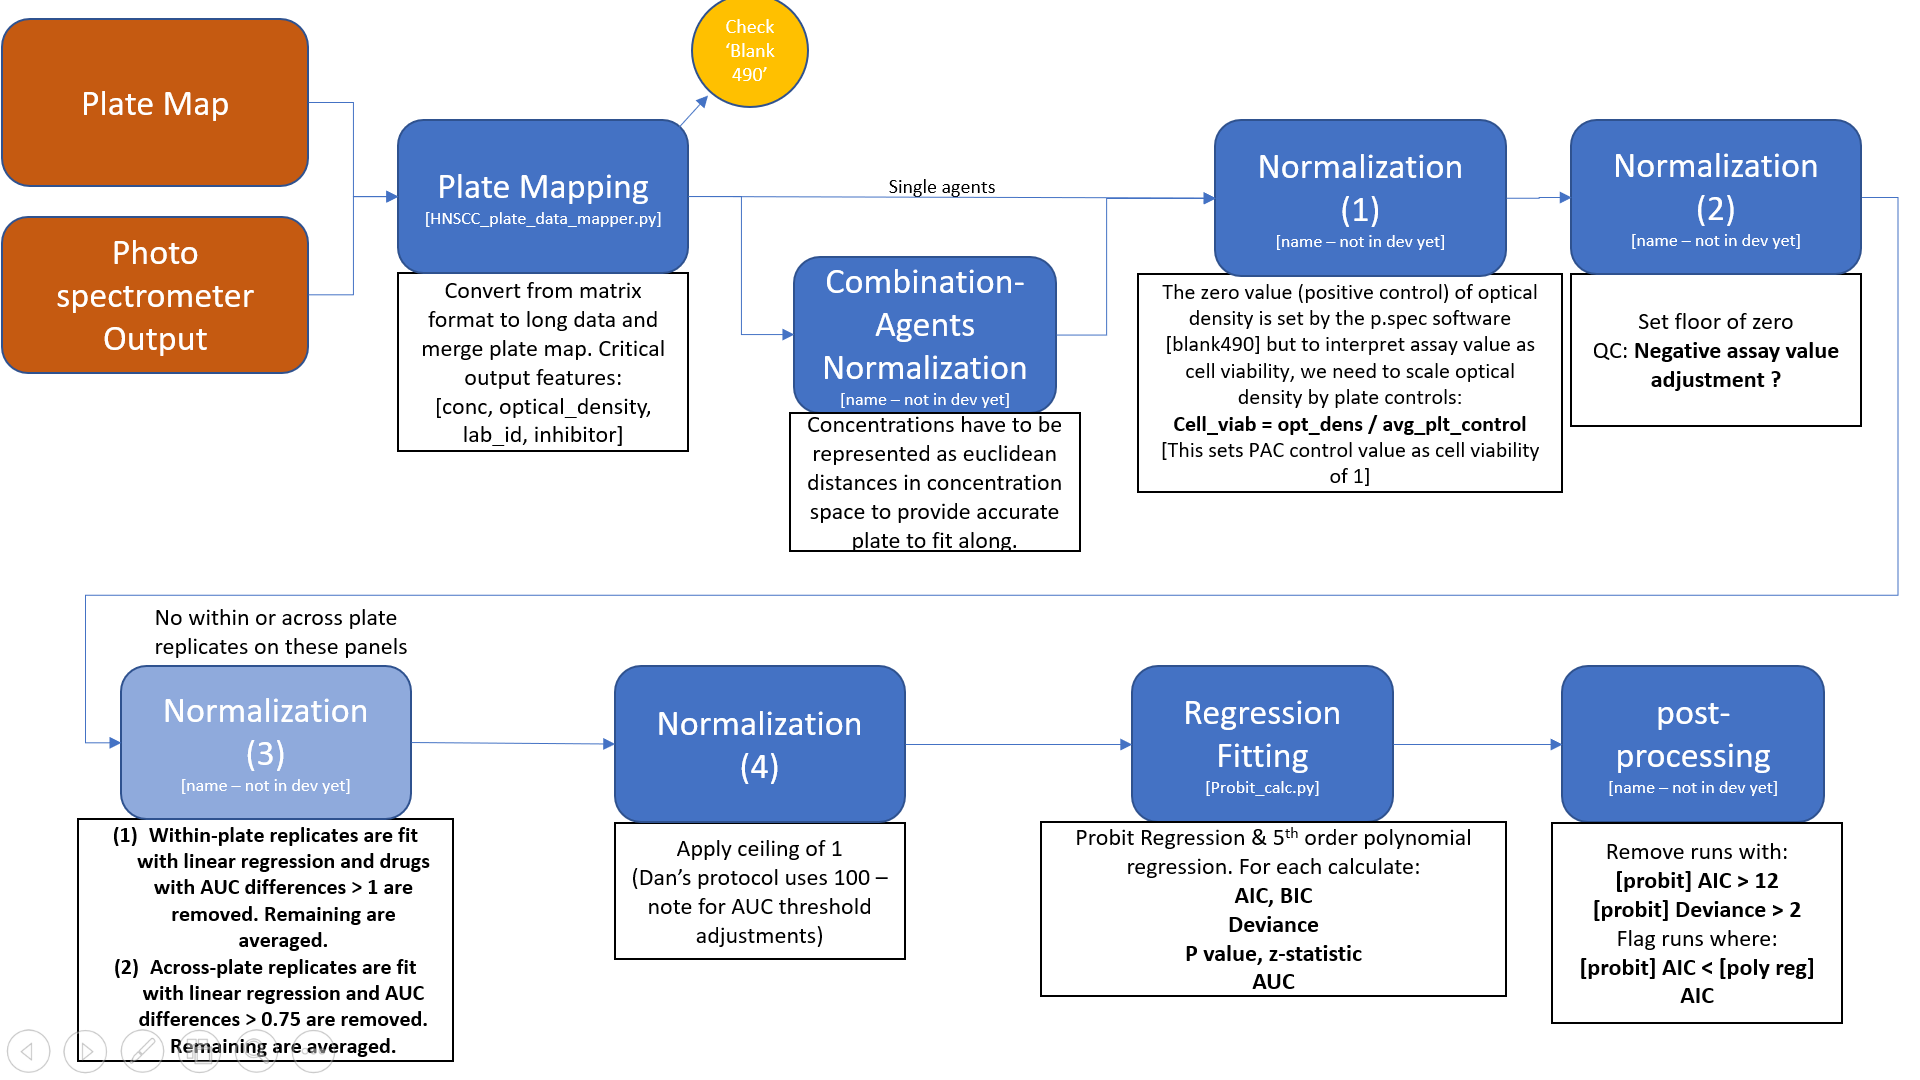 Plate Map
Photo
spectrometer
Output
Check
‘Blank
490’
Plate Mapping
[HNSCC_plate_data_mapper.py]
Convert from matrix
format to long data and
merge plate map. Critical
output features:
[conc, optical_density,
lab_id, inhibitor]
Single agents
Combination-
Agents
Normalization
[name – not in dev yet]
Concentrations have to be
represented as euclidean
distances in concentration
space to provide accurate
plate to fit along.
Normalization
(1)
[name – not in dev yet]
The zero value (positive control) of optical
density is set by the p.spec software
[blank490] but to interpret assay value as
cell viability, we need to scale optical
density by plate controls:
Cell_viab = opt_dens / avg_plt_control
[This sets PAC control value as cell viability
of 1]
Normalization
(2)
[name – not in dev yet]
Set floor of zero
QC: Negative assay value
adjustment ?
No within or across plate
replicates on these panels
Normalization
(3)
[name – not in dev yet]
(1) Within-plate replicates are fit
with linear regression and drugs
with AUC differences > 1 are
removed. Remaining are
averaged.
(2) Across-plate replicates are fit
with linear regression and AUC
differences > 0.75 are removed.
Remaining are averaged.
Normalization
(4)
Apply ceiling of 1
(Dan’s protocol uses 100 –
note for AUC threshold
adjustments)
Regression
Fitting
[Probit_calc.py]
Probit Regression & 5th order polynomial
regression. For each calculate:
AIC, BIC
Deviance
P value, z-statistic
AUC
post-
processing
[name – not in dev yet]
Remove runs with:
[probit] AIC > 12
[probit] Deviance > 2
Flag runs where:
[probit] AIC < [poly reg]
AIC